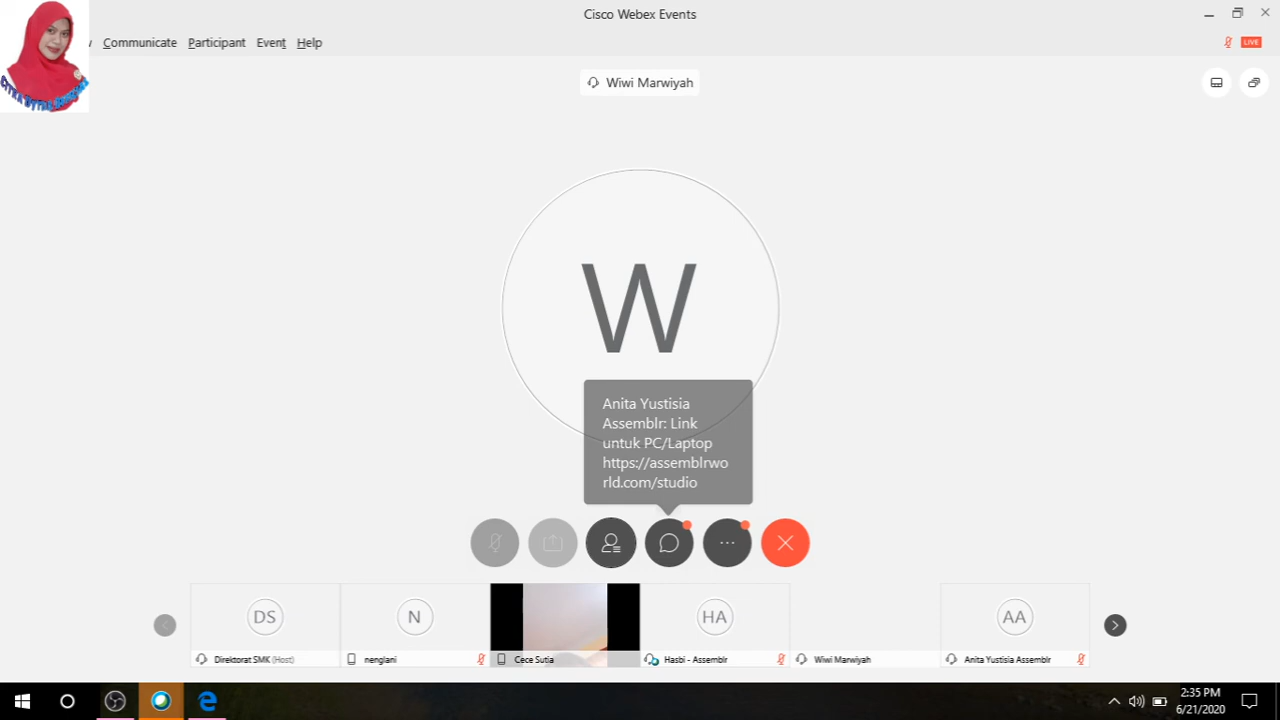 Cisco Webex Events
Communicate Participant Event Help
LIVE
Wiwi Marwiyah
W
Anita Yustisia
Assemblr: Link
untuk PC/Laptop
https://assemblrwo
rld.com/studio
DS
N
HA
AA
Direktorat SMK (Host)
nenglani
Cece Sutia
Hasbi - Assemblr
Wiwi Marwiyah
Anita Yustisia Assemblr
2:35 PM
6/21/2020